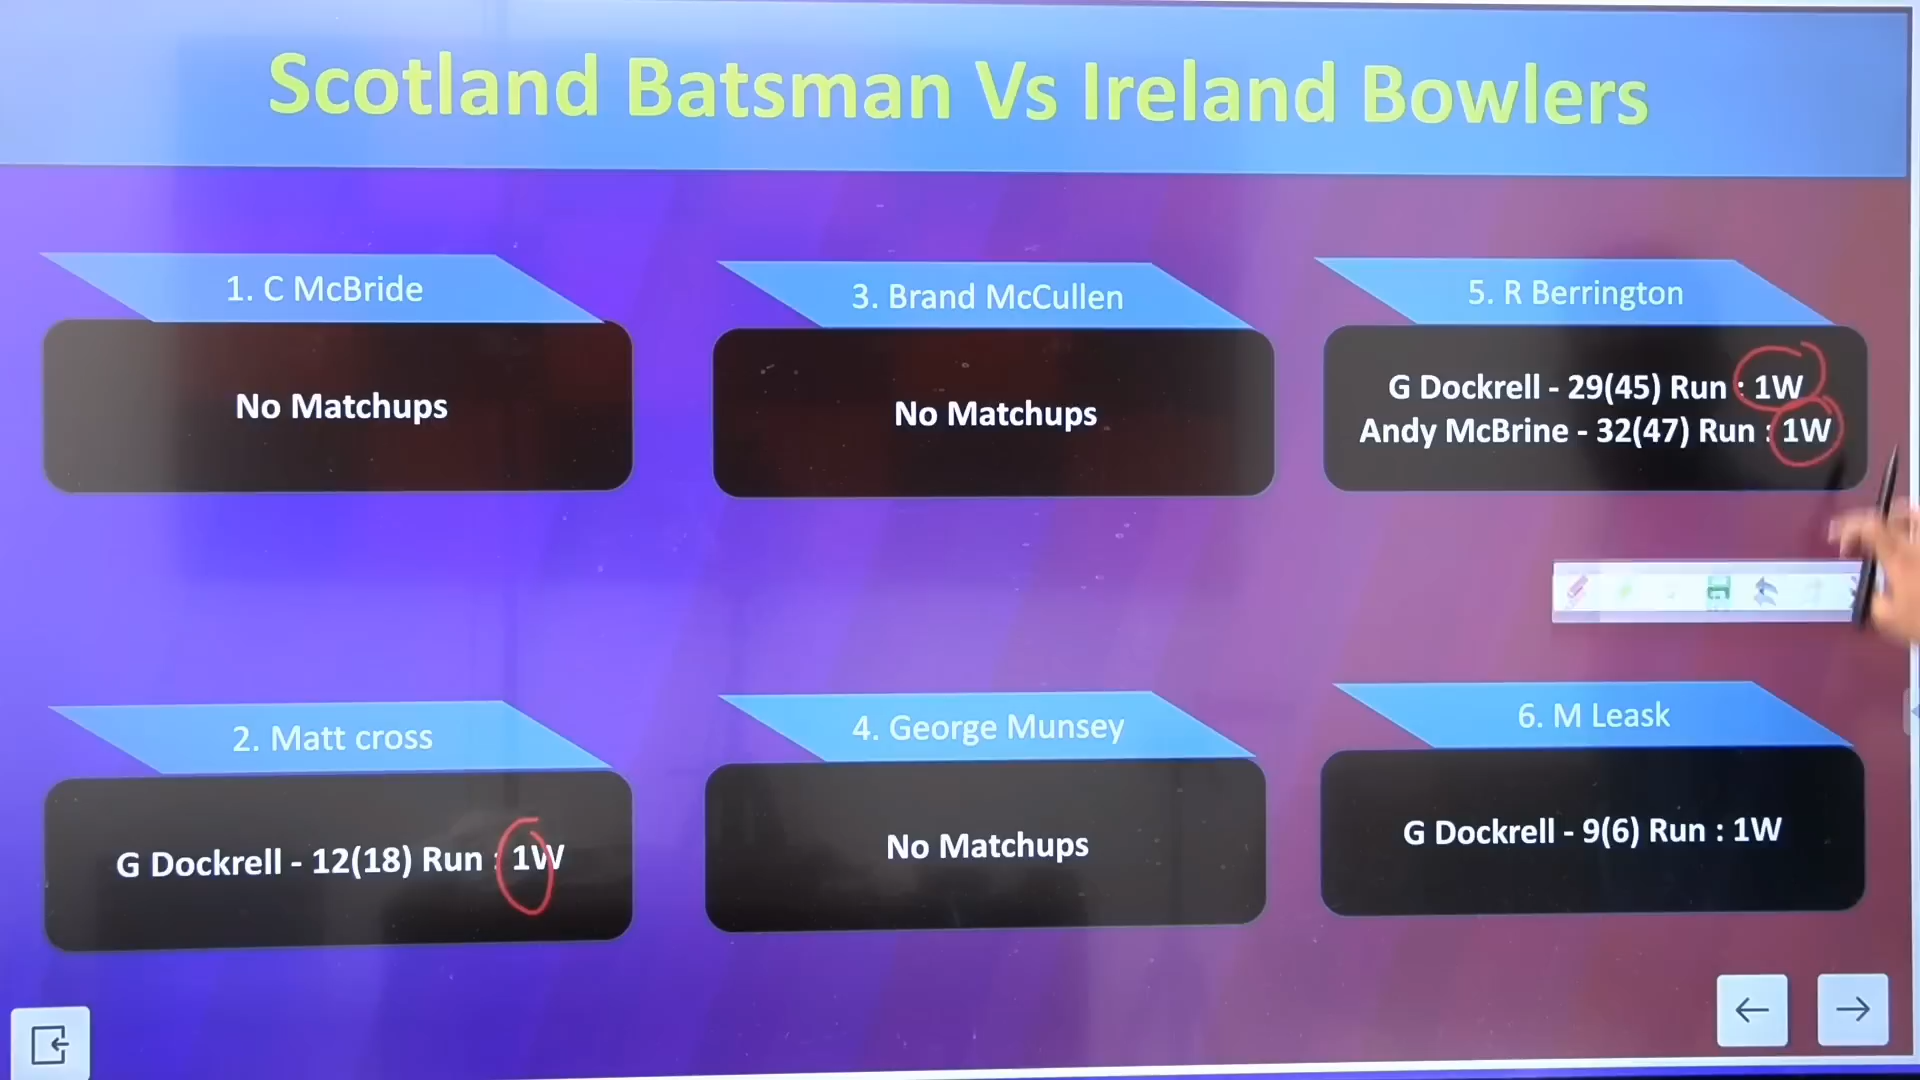 Scotland Batsman Vs Ireland Bowlers
1. C McBride
No Matchups
2. Matt cross
G Dockrell - 12(18) Run : 1W
3. Brand McCullen
No Matchups
4. George Munsey
No Matchups
5. R Berrington
G Dockrell - 29(45) Run : 1W
Andy McBrine - 32(47) Run : 1W
6. M Leask
G Dockrell - 9(6) Run : 1W